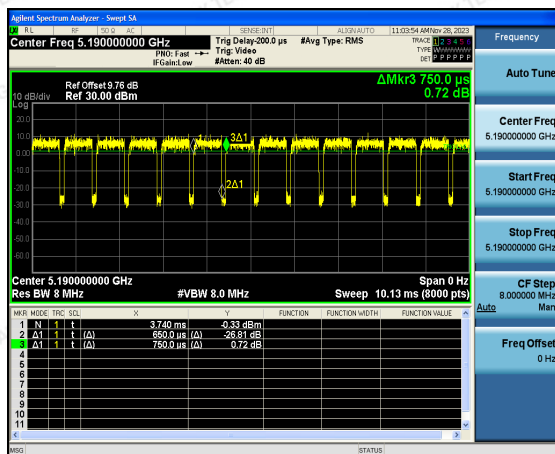 Agilent Spectrum Analyzer - Swept SA
RL RF 50 Ω AC SENSE:INT ALIGNAUTO 11:03:54 AM Nov 28, 2023
Center Freq 5.190000000 GHz
PNO: Fast
IFGain:Low
Trig Delay-200.0 µs
Trig: Video
#Atten: 40 dB
#Avg Type: RMS
TRACE 1 2 3 4 5 6
TYPE
DET P P P P P P
Frequency
Ref Offset 9.76 dB
10 dB/div Ref 30.00 dBm
ΔMkr3 750.0 µs
0.72 dB
Log
20.0
10.0
0.00
-10.0
-20.0
-30.0
-40.0
-50.0
-60.0
1
3Δ1
2Δ1
Auto Tune
Center Freq
5.190000000 GHz
Start Freq
5.190000000 GHz
Stop Freq
5.190000000 GHz
CF Step
8.000000 MHz
Auto Man
Freq Offset
0 Hz
Center 5.190000000 GHz Span 0 Hz
Res BW 8 MHz #VBW 8.0 MHz Sweep 10.13 ms (8000 pts)
MKR MODE TRC SCL X Y FUNCTION FUNCTION WIDTH FUNCTION VALUE
1 N 1 t 3.740 ms -0.33 dBm
2 Δ1 1 t (Δ) 650.0 µs (Δ) -26.81 dB
3 Δ1 1 t (Δ) 750.0 µs (Δ) 0.72 dB
4
5
6
7
8
9
10
11
MSG STATUS